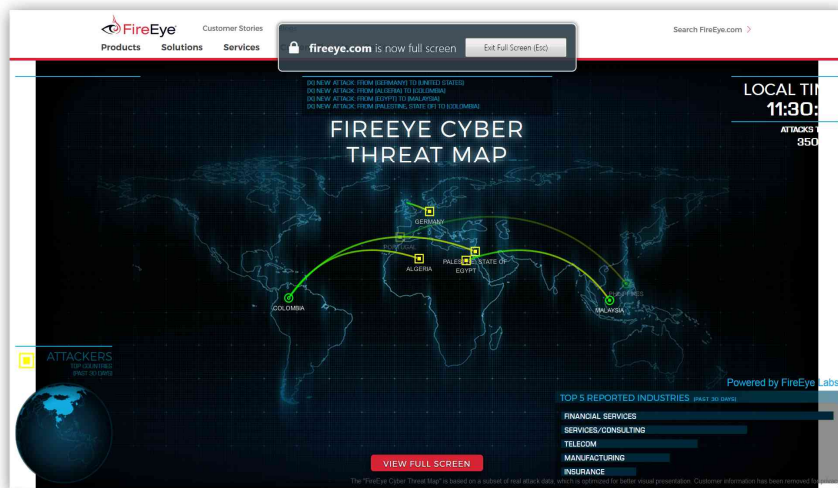 FireEye
Customer Stories
Search FireEye.com
Products Solutions Services
fireeye.com is now full screen
Exit Full Screen (Esc)
[X] NEW ATTACK: FROM [GERMANY] TO [UNITED STATES]
[X] NEW ATTACK: FROM [ALGERIA] TO [COLOMBIA]
[X] NEW ATTACK: FROM [EGYPT] TO [MALAYSIA]
[X] NEW ATTACK: FROM [PALESTINE, STATE OF] TO [COLOMBIA]
LOCAL TI
11:30:
ATTACKS T
350
FIREEYE CYBER
THREAT MAP
GERMANY
PORTUGAL
PALESTINE, STATE OF
ALGERIA
EGYPT
COLOMBIA
MALAYSIA
ATTACKERS
TOP COUNTRIES
(PAST 30 DAYS)
Powered by FireEye Labs
TOP 5 REPORTED INDUSTRIES (PAST 30 DAYS)
FINANCIAL SERVICES
SERVICES/CONSULTING
TELECOM
MANUFACTURING
INSURANCE
VIEW FULL SCREEN
The "FireEye Cyber Threat Map" is based on a subset of real attack data, which is optimized for better visual presentation. Customer information has been removed for